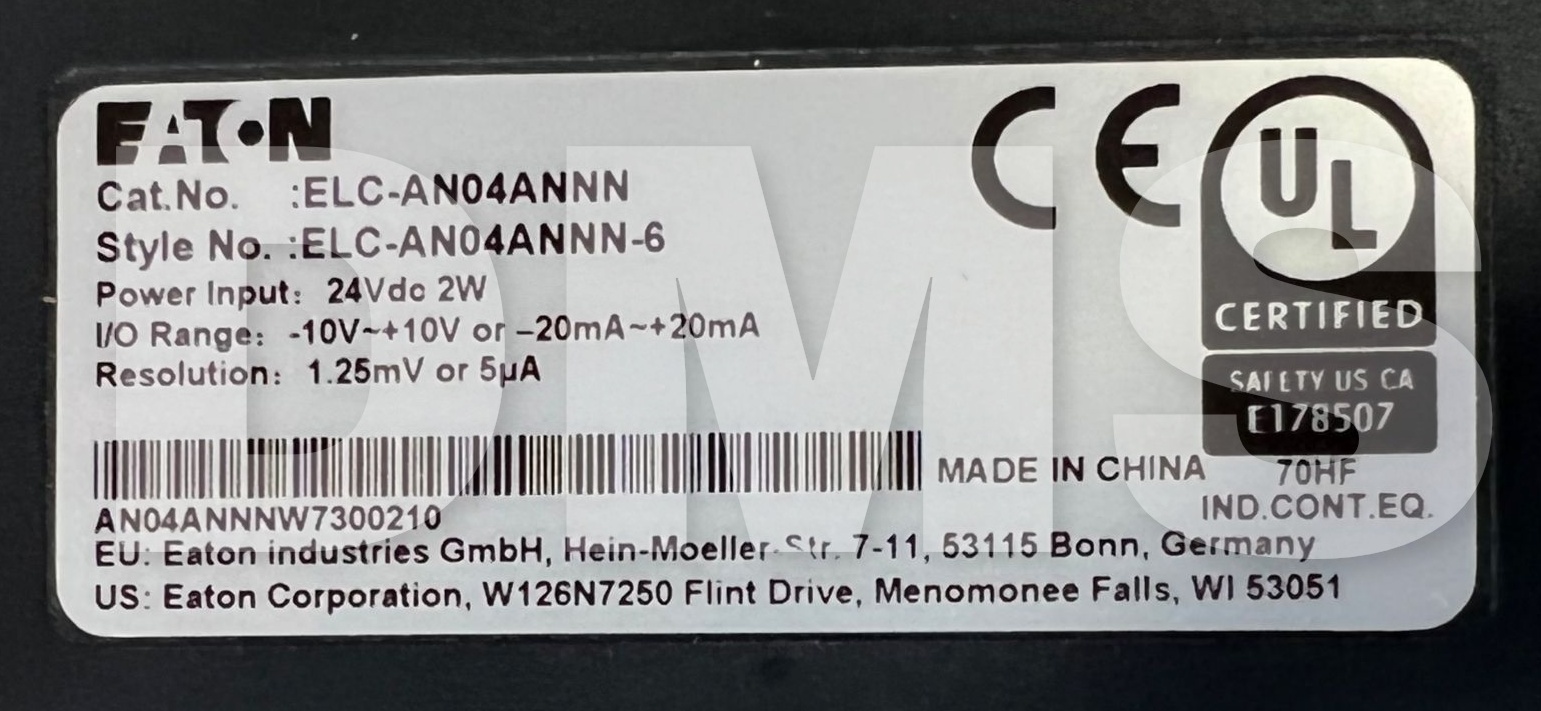 EATON
Cat.No. :ELC-AN04ANNN
Style No. :ELC-AN04ANNN-6
Power Input: 24Vdc 2W
I/O Range: -10V~+10V or -20mA~+20mA
Resolution: 1.25mV or 5µA
CE
UL
CERTIFIED
SAFETY US CA
E178507
MADE IN CHINA
70HF
IND.CONT.EQ.
AN04ANNNW7300210
EU: Eaton industries GmbH, Hein-Moeller-Str. 7-11, 53115 Bonn, Germany
US: Eaton Corporation, W126N7250 Flint Drive, Menomonee Falls, WI 53051
DMS